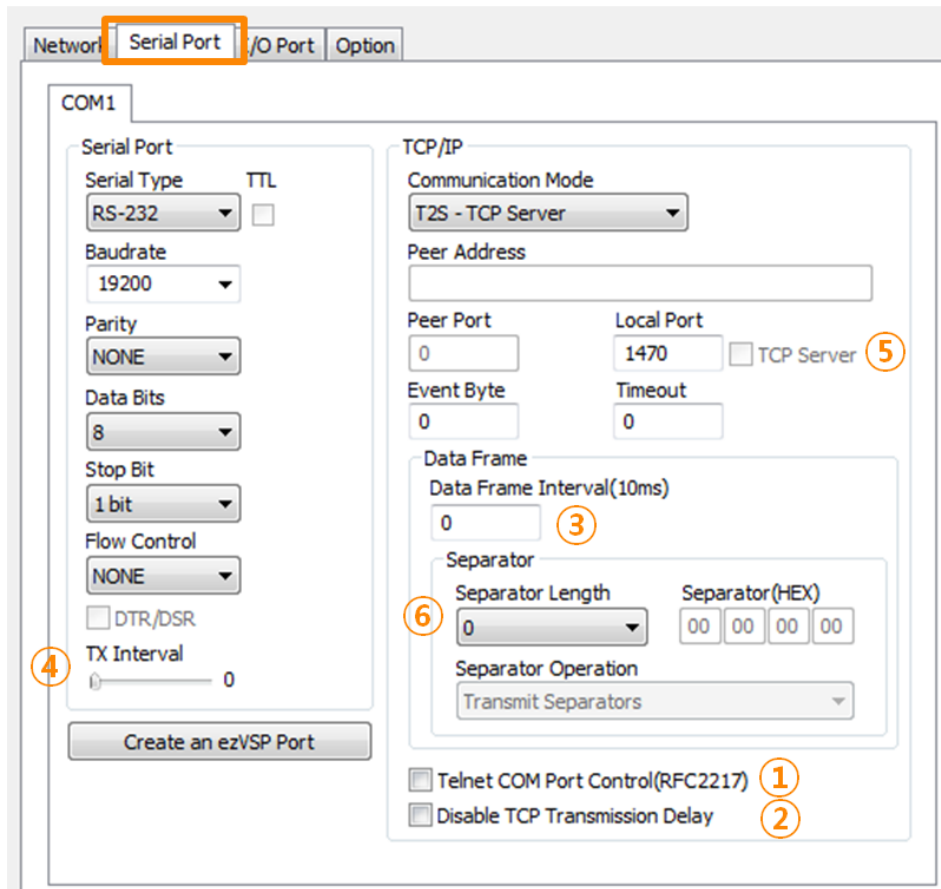 Network Serial Port I/O Port Option
COM1
Serial Port
Serial Type TTL
RS-232
Baudrate
19200
Parity
NONE
Data Bits
8
Stop Bit
1 bit
Flow Control
NONE
DTR/DSR
④ TX Interval
0
Create an ezVSP Port
TCP/IP
Communication Mode
T2S - TCP Server
Peer Address
Peer Port Local Port
0 1470 TCP Server ⑤
Event Byte Timeout
0 0
Data Frame
Data Frame Interval(10ms)
0 ③
Separator
Separator Length Separator(HEX)
⑥ 0 00 00 00 00
Separator Operation
Transmit Separators
Telnet COM Port Control(RFC2217) ①
Disable TCP Transmission Delay ②